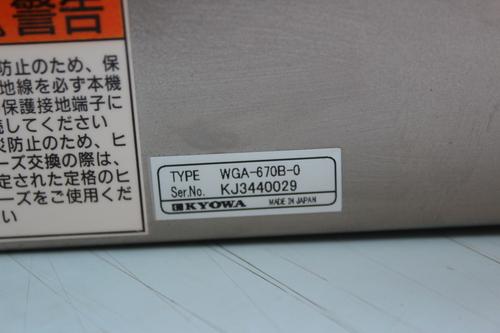 警告
防止のため、保
地線を必ず本機
保護接地端子に
してください
防止のため、ヒ
ーズ交換の際は、
定された定格のヒ
ーズをご使用くだ
い
TYPE WGA-670B-0
Ser.No. KJ3440029
KYOWA MADE IN JAPAN